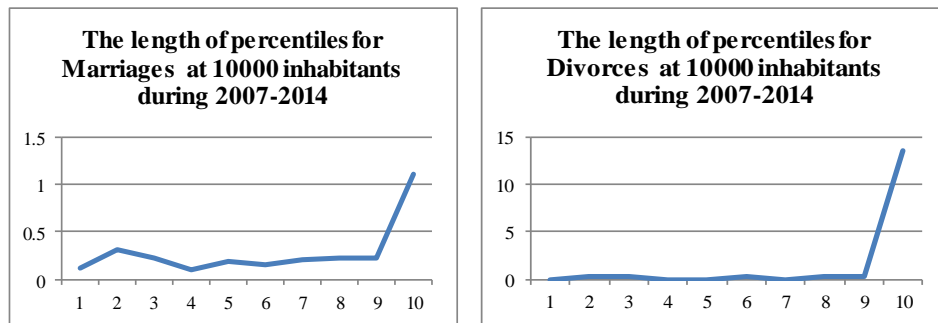 The length of percentiles for
Marriages at 10000 inhabitants
during 2007-2014
1.5
1
0.5
0
1 2 3 4 5 6 7 8 9 10
The length of percentiles for
Divorces at 10000 inhabitants
during 2007-2014
15
10
5
0
1 2 3 4 5 6 7 8 9 10